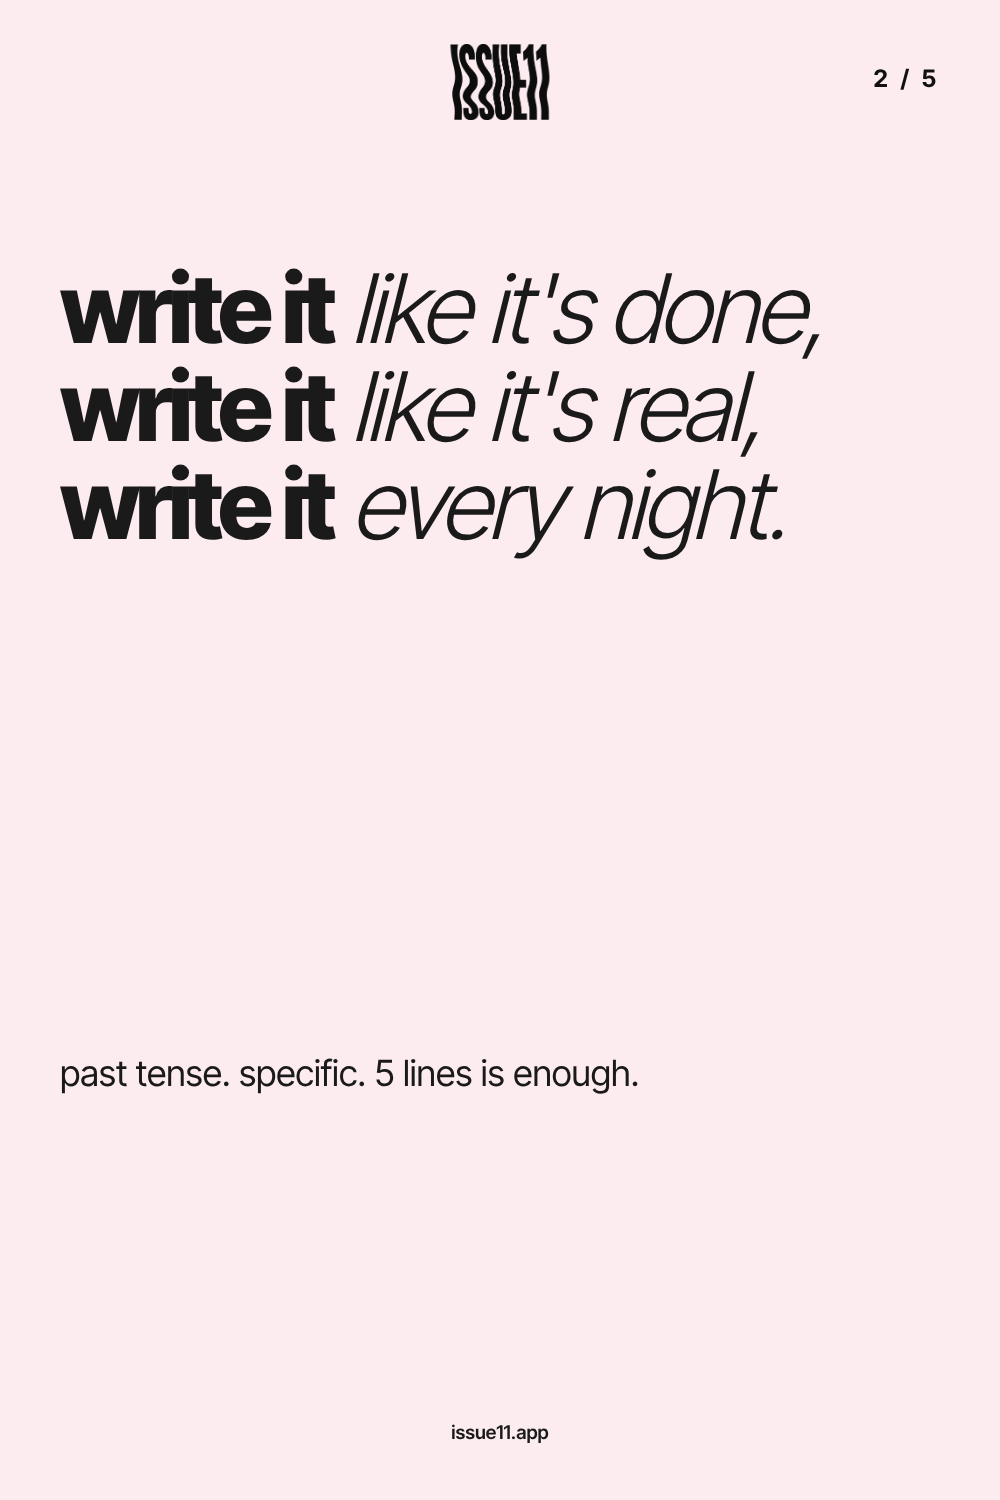 ISSUE11
2 / 5
write it like it's done,
write it like it's real,
write it every night.
past tense. specific. 5 lines is enough.
issue11.app